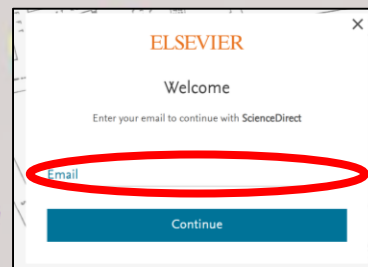 ELSEVIER
Welcome
Enter your email to continue with ScienceDirect
Email
Continue